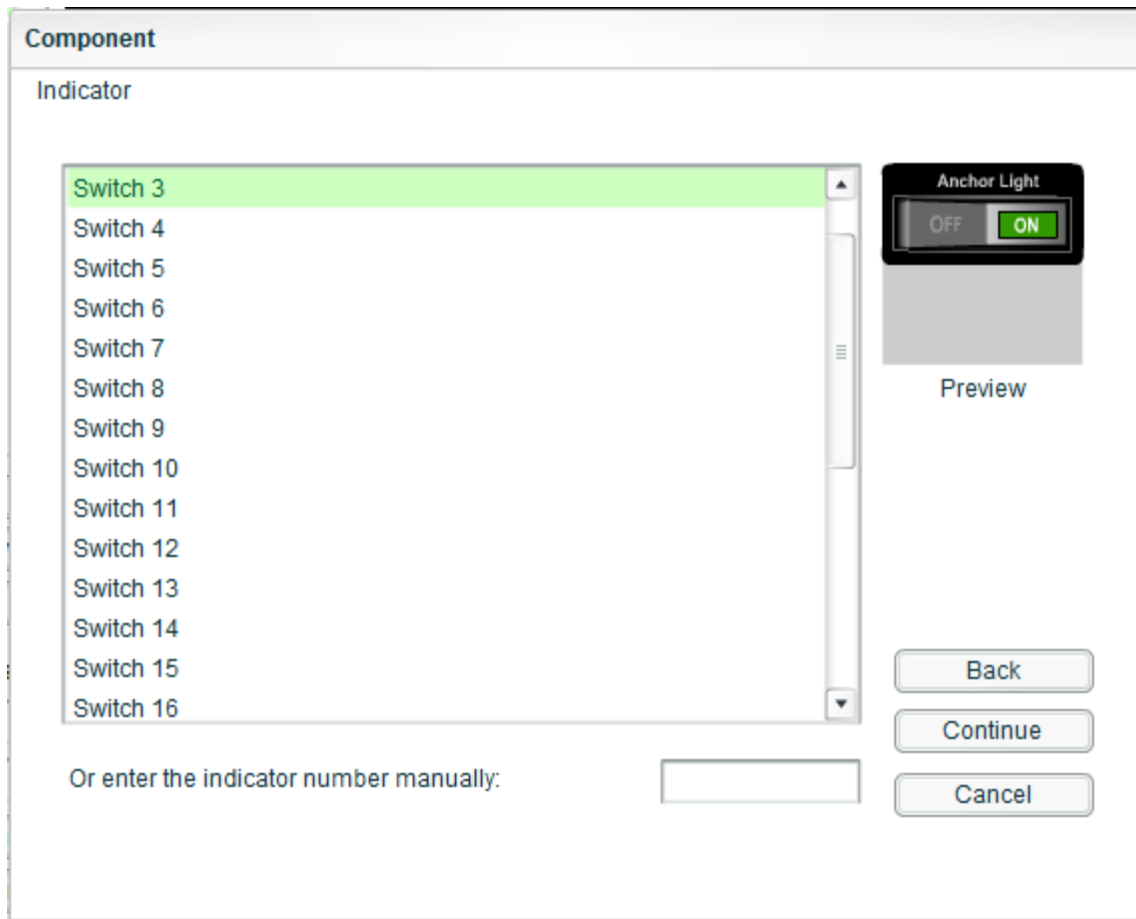 Component
Indicator
Switch 3
Switch 4
Switch 5
Switch 6
Switch 7
Switch 8
Switch 9
Switch 10
Switch 11
Switch 12
Switch 13
Switch 14
Switch 15
Switch 16
Anchor Light
OFF ON
Preview
Back
Continue
Or enter the indicator number manually:
Cancel